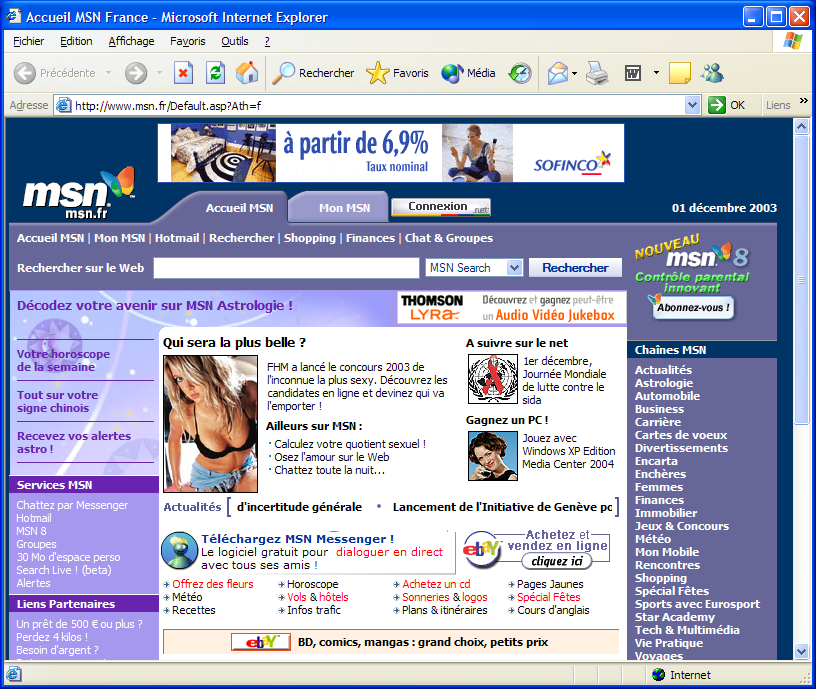 Accueil MSN France - Microsoft Internet Explorer
Fichier Edition Affichage Favoris Outils ?
Précédente Rechercher Favoris Média
Adresse http://www.msn.fr/Default.asp?Ath=f OK Liens »
à partir de 6,9%
Taux nominal
SOFINCO
msn
msn.fr
Accueil MSN Mon MSN Connexion .net 01 décembre 2003
Accueil MSN | Mon MSN | Hotmail | Rechercher | Shopping | Finances | Chat & Groupes
Rechercher sur le Web MSN Search Rechercher
NOUVEAU
msn 8
Contrôle parental
innovant
Abonnez-vous !
Décodez votre avenir sur MSN Astrologie !
THOMSON
LYRA
Découvrez et gagnez peut-être
un Audio Vidéo Jukebox
Votre horoscope
de la semaine
Tout sur votre
signe chinois
Recevez vos alertes
astro !
Services MSN
Chattez par Messenger
Hotmail
MSN 8
Groupes
30 Mo d'espace perso
Search Live ! (beta)
Alertes
Liens Partenaires
Un prêt de 500 € ou plus ?
Perdez 4 kilos !
Besoin d'argent ?
Qui sera la plus belle ?
FHM a lancé le concours 2003 de
l'inconnue la plus sexy. Découvrez les
candidates en ligne et devinez qui va
l'emporter !
Ailleurs sur MSN :
· Calculez votre quotient sexuel !
· Osez l'amour sur le Web
· Chattez toute la nuit...
A suivre sur le net
1er décembre,
Journée Mondiale
de lutte contre le
sida
Gagnez un PC !
Jouez avec
Windows XP Edition
Media Center 2004
Actualités [ d'incertitude générale • Lancement de l'Initiative de Genève po ]
Téléchargez MSN Messenger !
Le logiciel gratuit pour dialoguer en direct
avec tous ses amis !
ebY
Achetez et
vendez en ligne
cliquez ici
Offrez des fleurs Horoscope Achetez un cd Pages Jaunes
Météo Vols & hôtels Sonneries & logos Spécial Fêtes
Recettes Infos trafic Plans & itinéraires Cours d'anglais
ebY BD, comics, mangas : grand choix, petits prix
Chaînes MSN
Actualités
Astrologie
Automobile
Business
Carrière
Cartes de voeux
Divertissements
Encarta
Enchères
Femmes
Finances
Immobilier
Jeux & Concours
Météo
Mon Mobile
Rencontres
Shopping
Spécial Fêtes
Sports avec Eurosport
Star Academy
Tech & Multimédia
Vie Pratique
Voyages
Internet